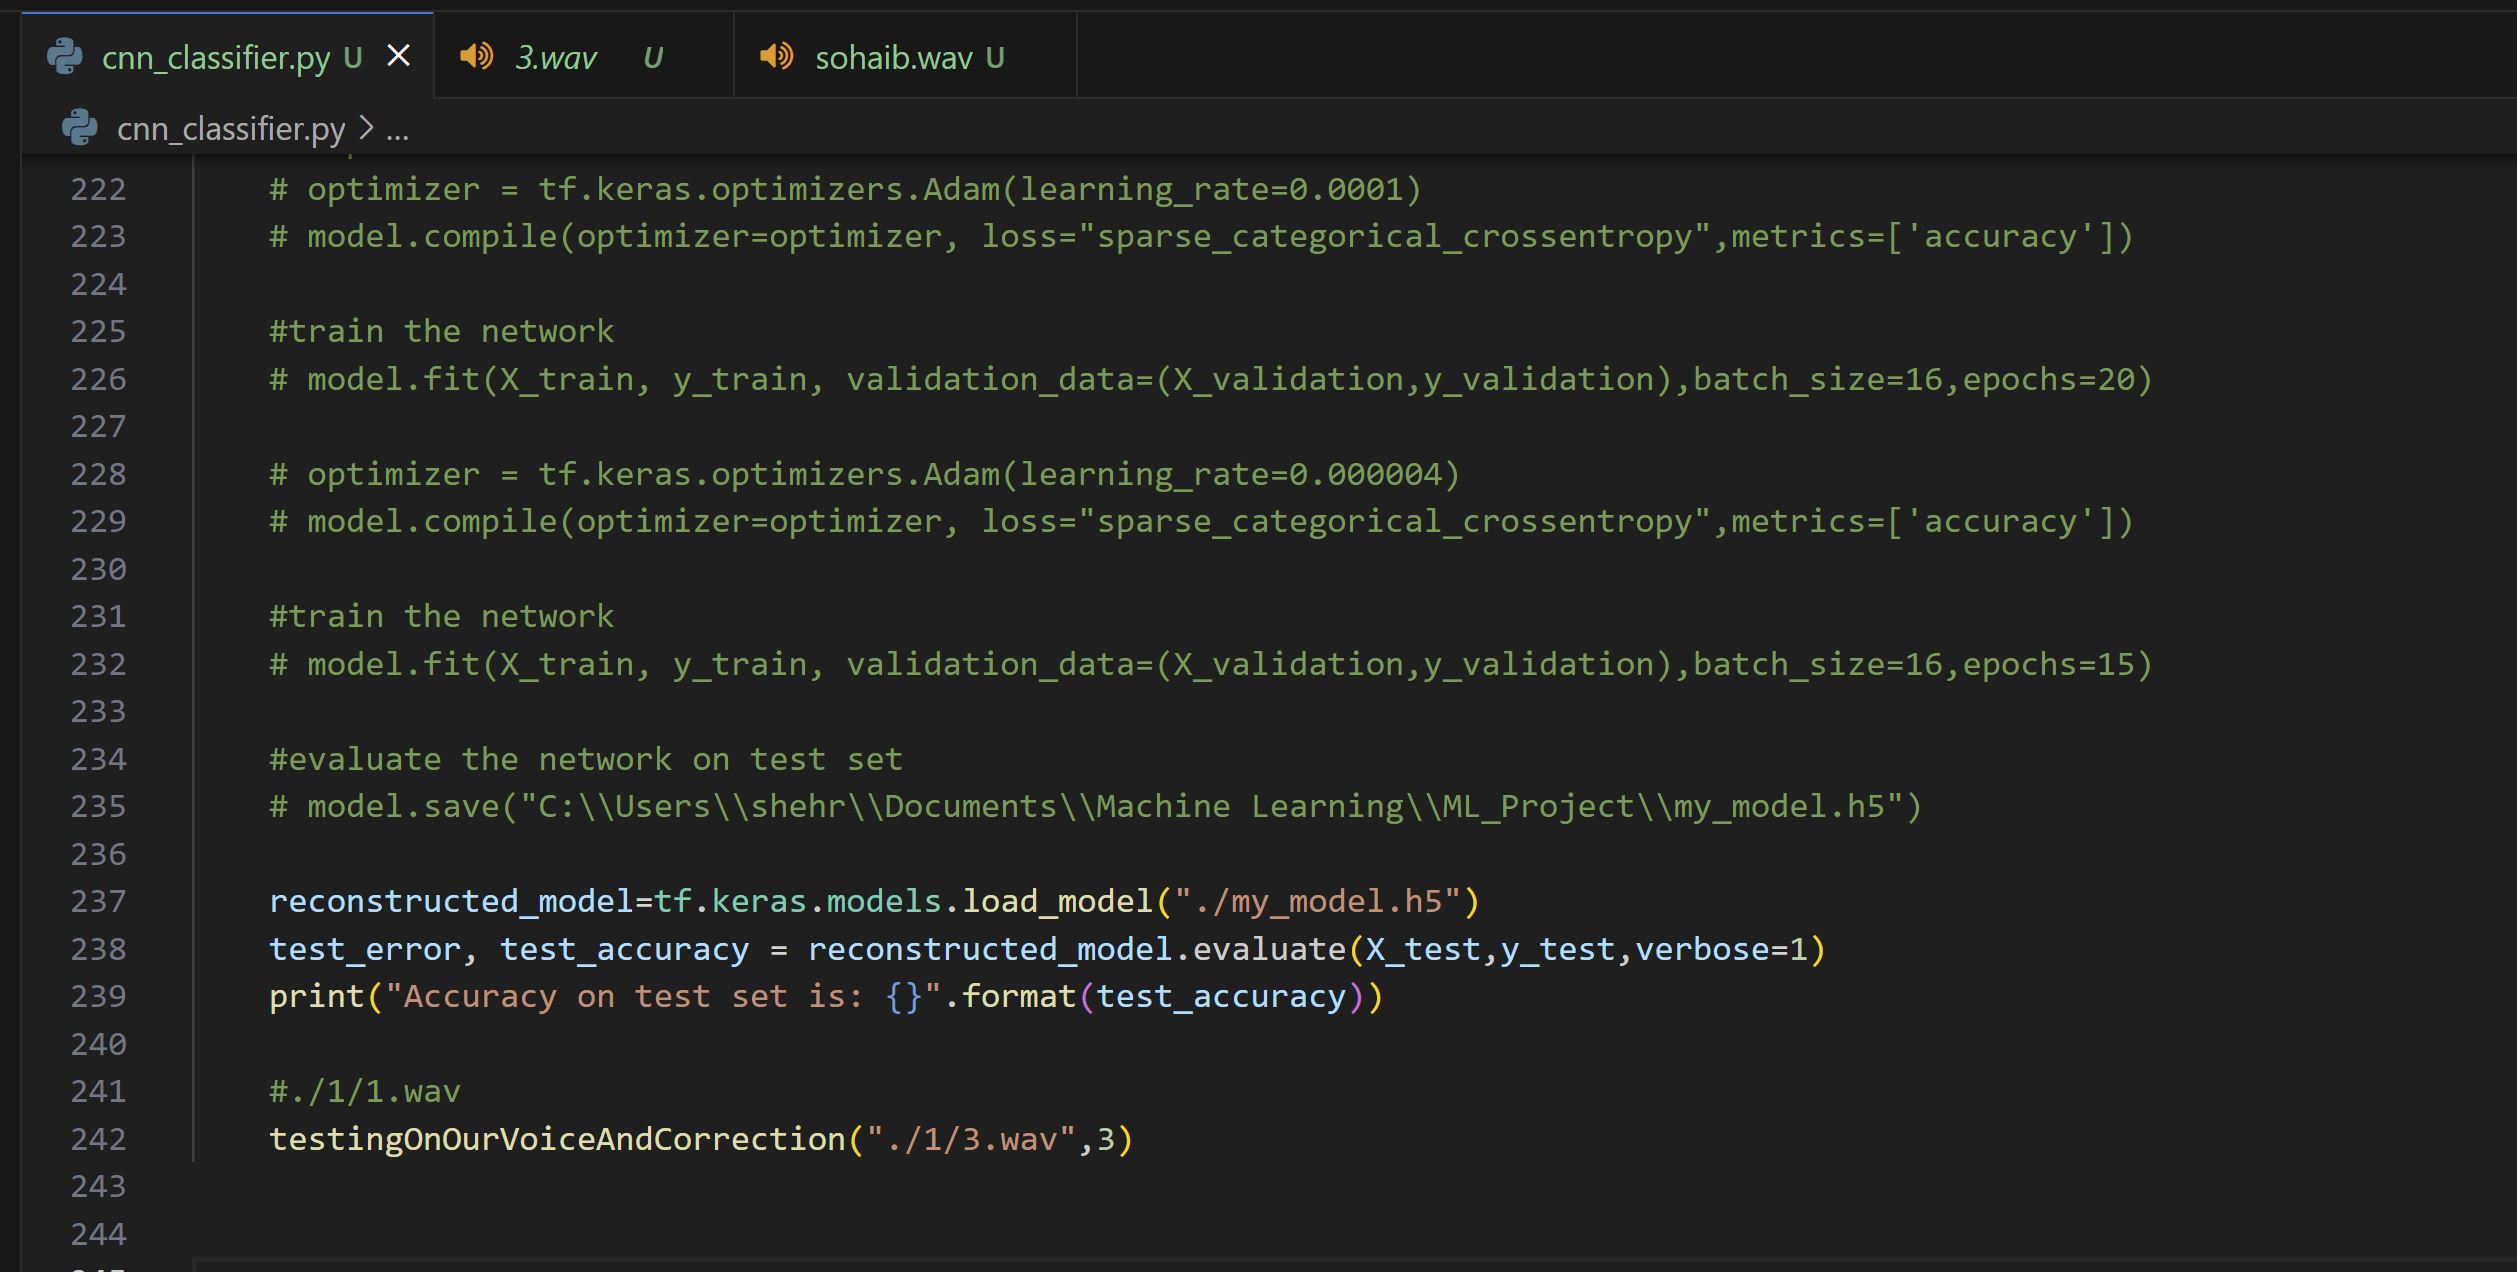 cnn_classifier.py U
3.wav U
sohaib.wav U
cnn_classifier.py > ...
222 # optimizer = tf.keras.optimizers.Adam(learning_rate=0.0001)
223 # model.compile(optimizer=optimizer, loss="sparse_categorical_crossentropy",metrics=['accuracy'])
224
225 #train the network
226 # model.fit(X_train, y_train, validation_data=(X_validation,y_validation),batch_size=16,epochs=20)
227
228 # optimizer = tf.keras.optimizers.Adam(learning_rate=0.000004)
229 # model.compile(optimizer=optimizer, loss="sparse_categorical_crossentropy",metrics=['accuracy'])
230
231 #train the network
232 # model.fit(X_train, y_train, validation_data=(X_validation,y_validation),batch_size=16,epochs=15)
233
234 #evaluate the network on test set
235 # model.save("C:\\Users\\shehr\\Documents\\Machine Learning\\ML_Project\\my_model.h5")
236
237 reconstructed_model=tf.keras.models.load_model("./my_model.h5")
238 test_error, test_accuracy = reconstructed_model.evaluate(X_test,y_test,verbose=1)
239 print("Accuracy on test set is: {}".format(test_accuracy))
240
241 #./1/1.wav
242 testingOnOurVoiceAndCorrection("./1/3.wav",3)
243
244